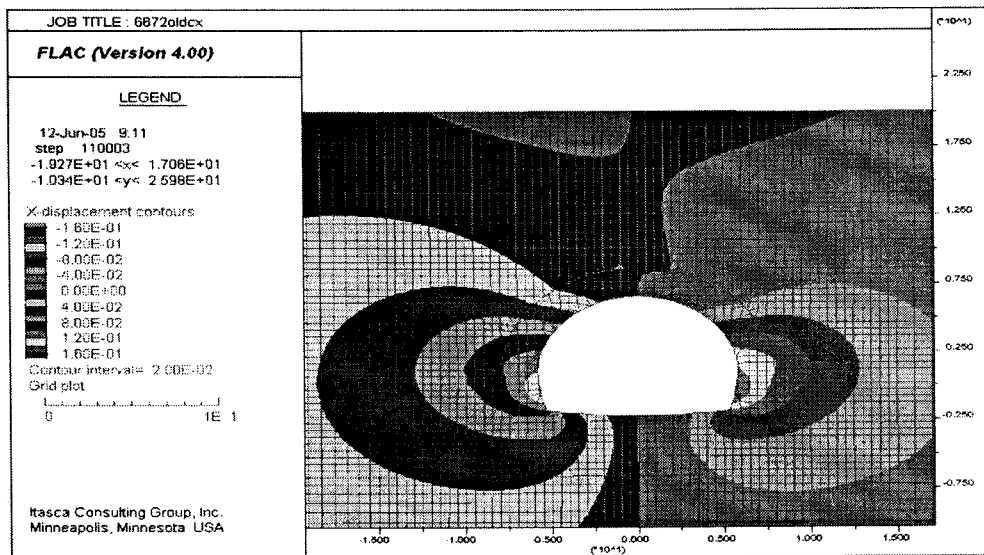 JOB TITLE : 6672oldcx
FLAC (Version 4.00)
LEGEND
12-Jun-05 9:11
step 110003
-1.927E+01 <x< 1.706E+01
-1.034E+01 <y< 2.598E+01
X-displacement contours
-1.60E-01
-1.20E-01
-8.00E-02
-4.00E-02
0.00E+00
4.00E-02
8.00E-02
1.20E-01
1.60E-01
Contour interval= 2.00E-02
Grid plot
0 1E 1
Itasca Consulting Group, Inc.
Minneapolis, Minnesota USA
(*10^1)
2.250
1.750
1.250
0.750
0.250
-0.250
-0.750
-1.500 -1.000 -0.500 0.000 0.500 1.000 1.500
(*10^1)